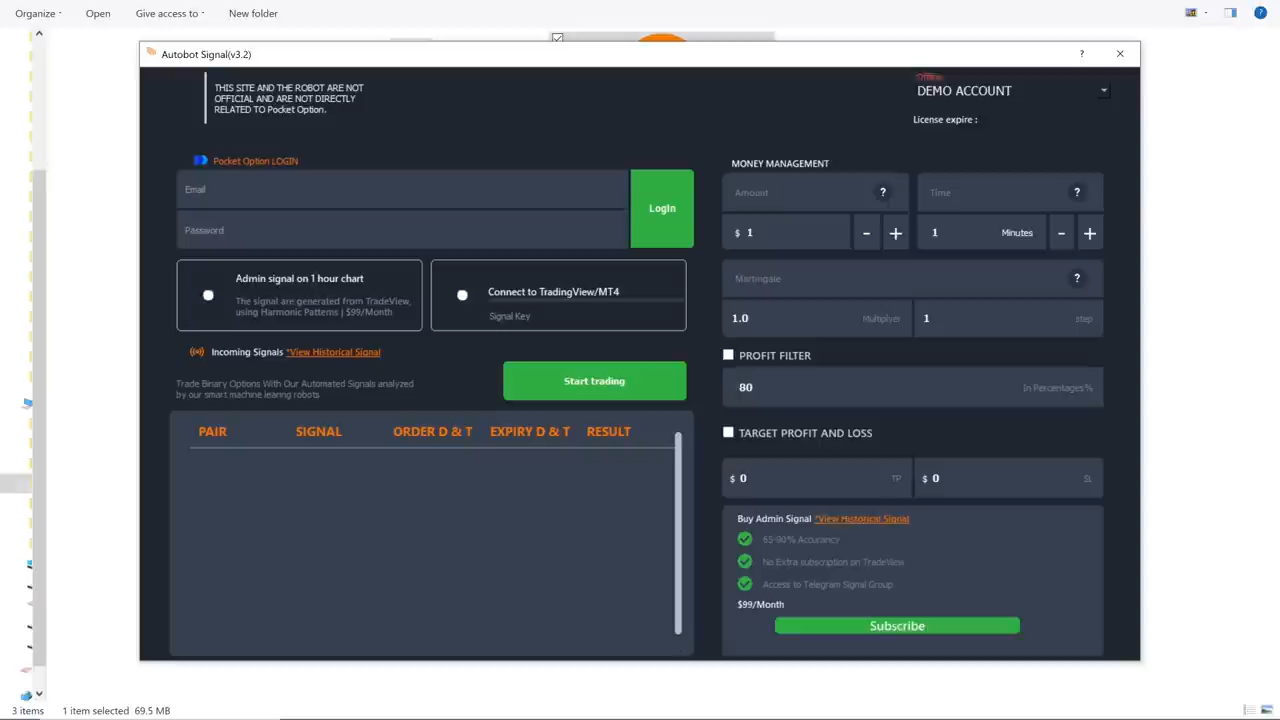 Organize
Open
Give access to
New folder
Autobot Signal(v3.2)
THIS SITE AND THE ROBOT ARE NOT
OFFICIAL AND ARE NOT DIRECTLY
RELATED TO Pocket Option.
Offline
DEMO ACCOUNT
License expire :
Pocket Option LOGIN
Email
Password
LogIn
MONEY MANAGEMENT
Amount ?
Time ?
$ 1 - +
1 Minutes - +
Admin signal on 1 hour chart
The signal are generated from TradeView,
using Harmonic Patterns | $99/Month
Connect to TradingView/MT4
Signal Key
Martingale ?
1.0 Multiplyer
1 step
Incoming Signals *View Historical Signal
Trade Binary Options With Our Automated Signals analyzed
by our smart machine learing robots
Start trading
PROFIT FILTER
80 In Percentages%
PAIR SIGNAL ORDER D & T EXPIRY D & T RESULT
TARGET PROFIT AND LOSS
$ 0 TP
$ 0 SL
Buy Admin Signal *View Historical Signal
65-90% Accurancy
No Extra subscription on TradeView
Access to Telegram Signal Group
$99/Month
Subscribe
3 items 1 item selected 69.5 MB